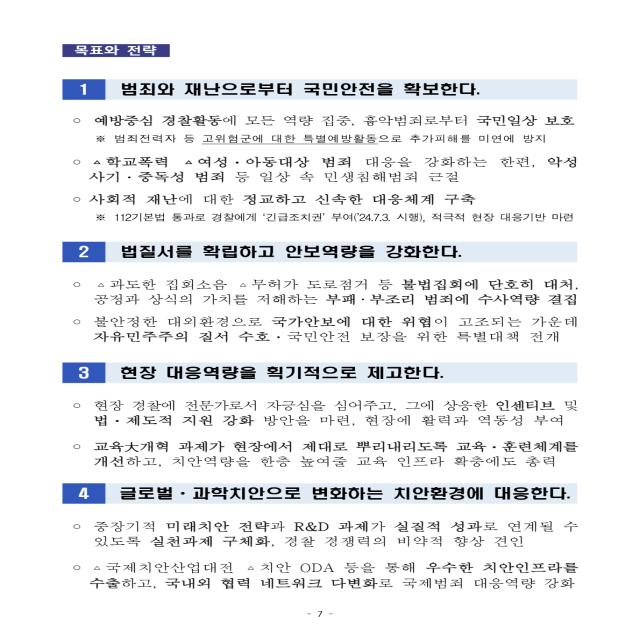 목표와 전략
1 범죄와 재난으로부터 국민안전을 확보한다.
○ 예방중심 경찰활동에 모든 역량 집중, 흉악범죄로부터 국민일상 보호
※ 범죄전력자 등 고위험군에 대한 특별예방활동으로 추가피해를 미연에 방지
○ ▵학교폭력 ▵여성·아동대상 범죄 대응을 강화하는 한편, 악성
사기·중독성 범죄 등 일상 속 민생침해범죄 근절
○ 사회적 재난에 대한 정교하고 신속한 대응체계 구축
※ 112기본법 통과로 경찰에게 ‘긴급조치권’ 부여(’24.7.3. 시행), 적극적 현장 대응기반 마련
2 법질서를 확립하고 안보역량을 강화한다.
○ ▵과도한 집회소음 ▵무허가 도로점거 등 불법집회에 단호히 대처,
공정과 상식의 가치를 저해하는 부패·부조리 범죄에 수사역량 결집
○ 불안정한 대외환경으로 국가안보에 대한 위협이 고조되는 가운데
자유민주주의 질서 수호·국민안전 보장을 위한 특별대책 전개
3 현장 대응역량을 획기적으로 제고한다.
○ 현장 경찰에 전문가로서 자긍심을 심어주고, 그에 상응한 인센티브 및
법·제도적 지원 강화 방안을 마련, 현장에 활력과 역동성 부여
○ 교육大개혁 과제가 현장에서 제대로 뿌리내리도록 교육·훈련체계를
개선하고, 치안역량을 한층 높여줄 교육 인프라 확충에도 총력
4 글로벌·과학치안으로 변화하는 치안환경에 대응한다.
○ 중장기적 미래치안 전략과 R&D 과제가 실질적 성과로 연계될 수
있도록 실천과제 구체화, 경찰 경쟁력의 비약적 향상 견인
○ ▵국제치안산업대전 ▵치안 ODA 등을 통해 우수한 치안인프라를
수출하고, 국내외 협력 네트워크 다변화로 국제범죄 대응역량 강화
- 7 -